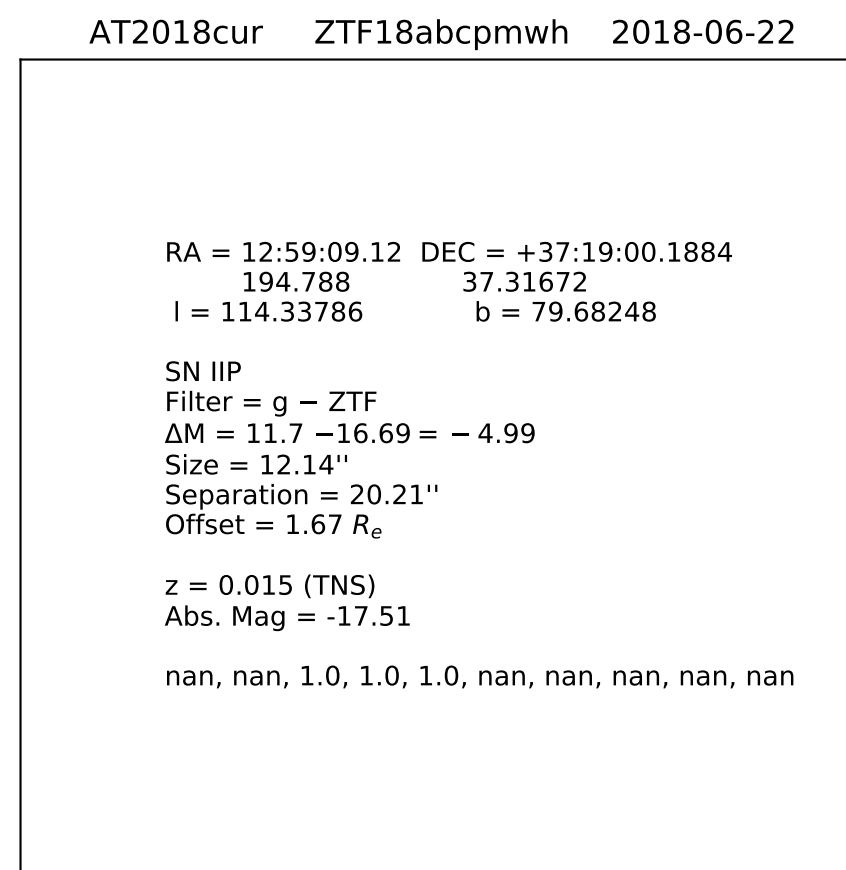 AT2018cur ZTF18abcpmwh 2018-06-22
RA = 12:59:09.12 DEC = +37:19:00.1884
194.788 37.31672
l = 114.33786 b = 79.68248
SN IIP
Filter = g − ZTF
ΔM = 11.7 −16.69 = − 4.99
Size = 12.14''
Separation = 20.21''
Offset = 1.67 Re
z = 0.015 (TNS)
Abs. Mag = -17.51
nan, nan, 1.0, 1.0, 1.0, nan, nan, nan, nan, nan